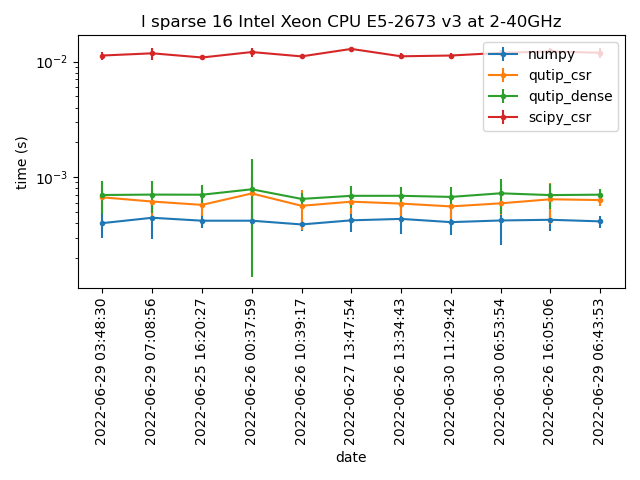 I sparse 16 Intel Xeon CPU E5-2673 v3 at 2-40GHz
time (s)
10⁻²
10⁻³
numpy
qutip_csr
qutip_dense
scipy_csr
2022-06-29 03:48:30
2022-06-29 07:08:56
2022-06-25 16:20:27
2022-06-26 00:37:59
2022-06-26 10:39:17
2022-06-27 13:47:54
2022-06-26 13:34:43
2022-06-30 11:29:42
2022-06-30 06:53:54
2022-06-26 16:05:06
2022-06-29 06:43:53
date